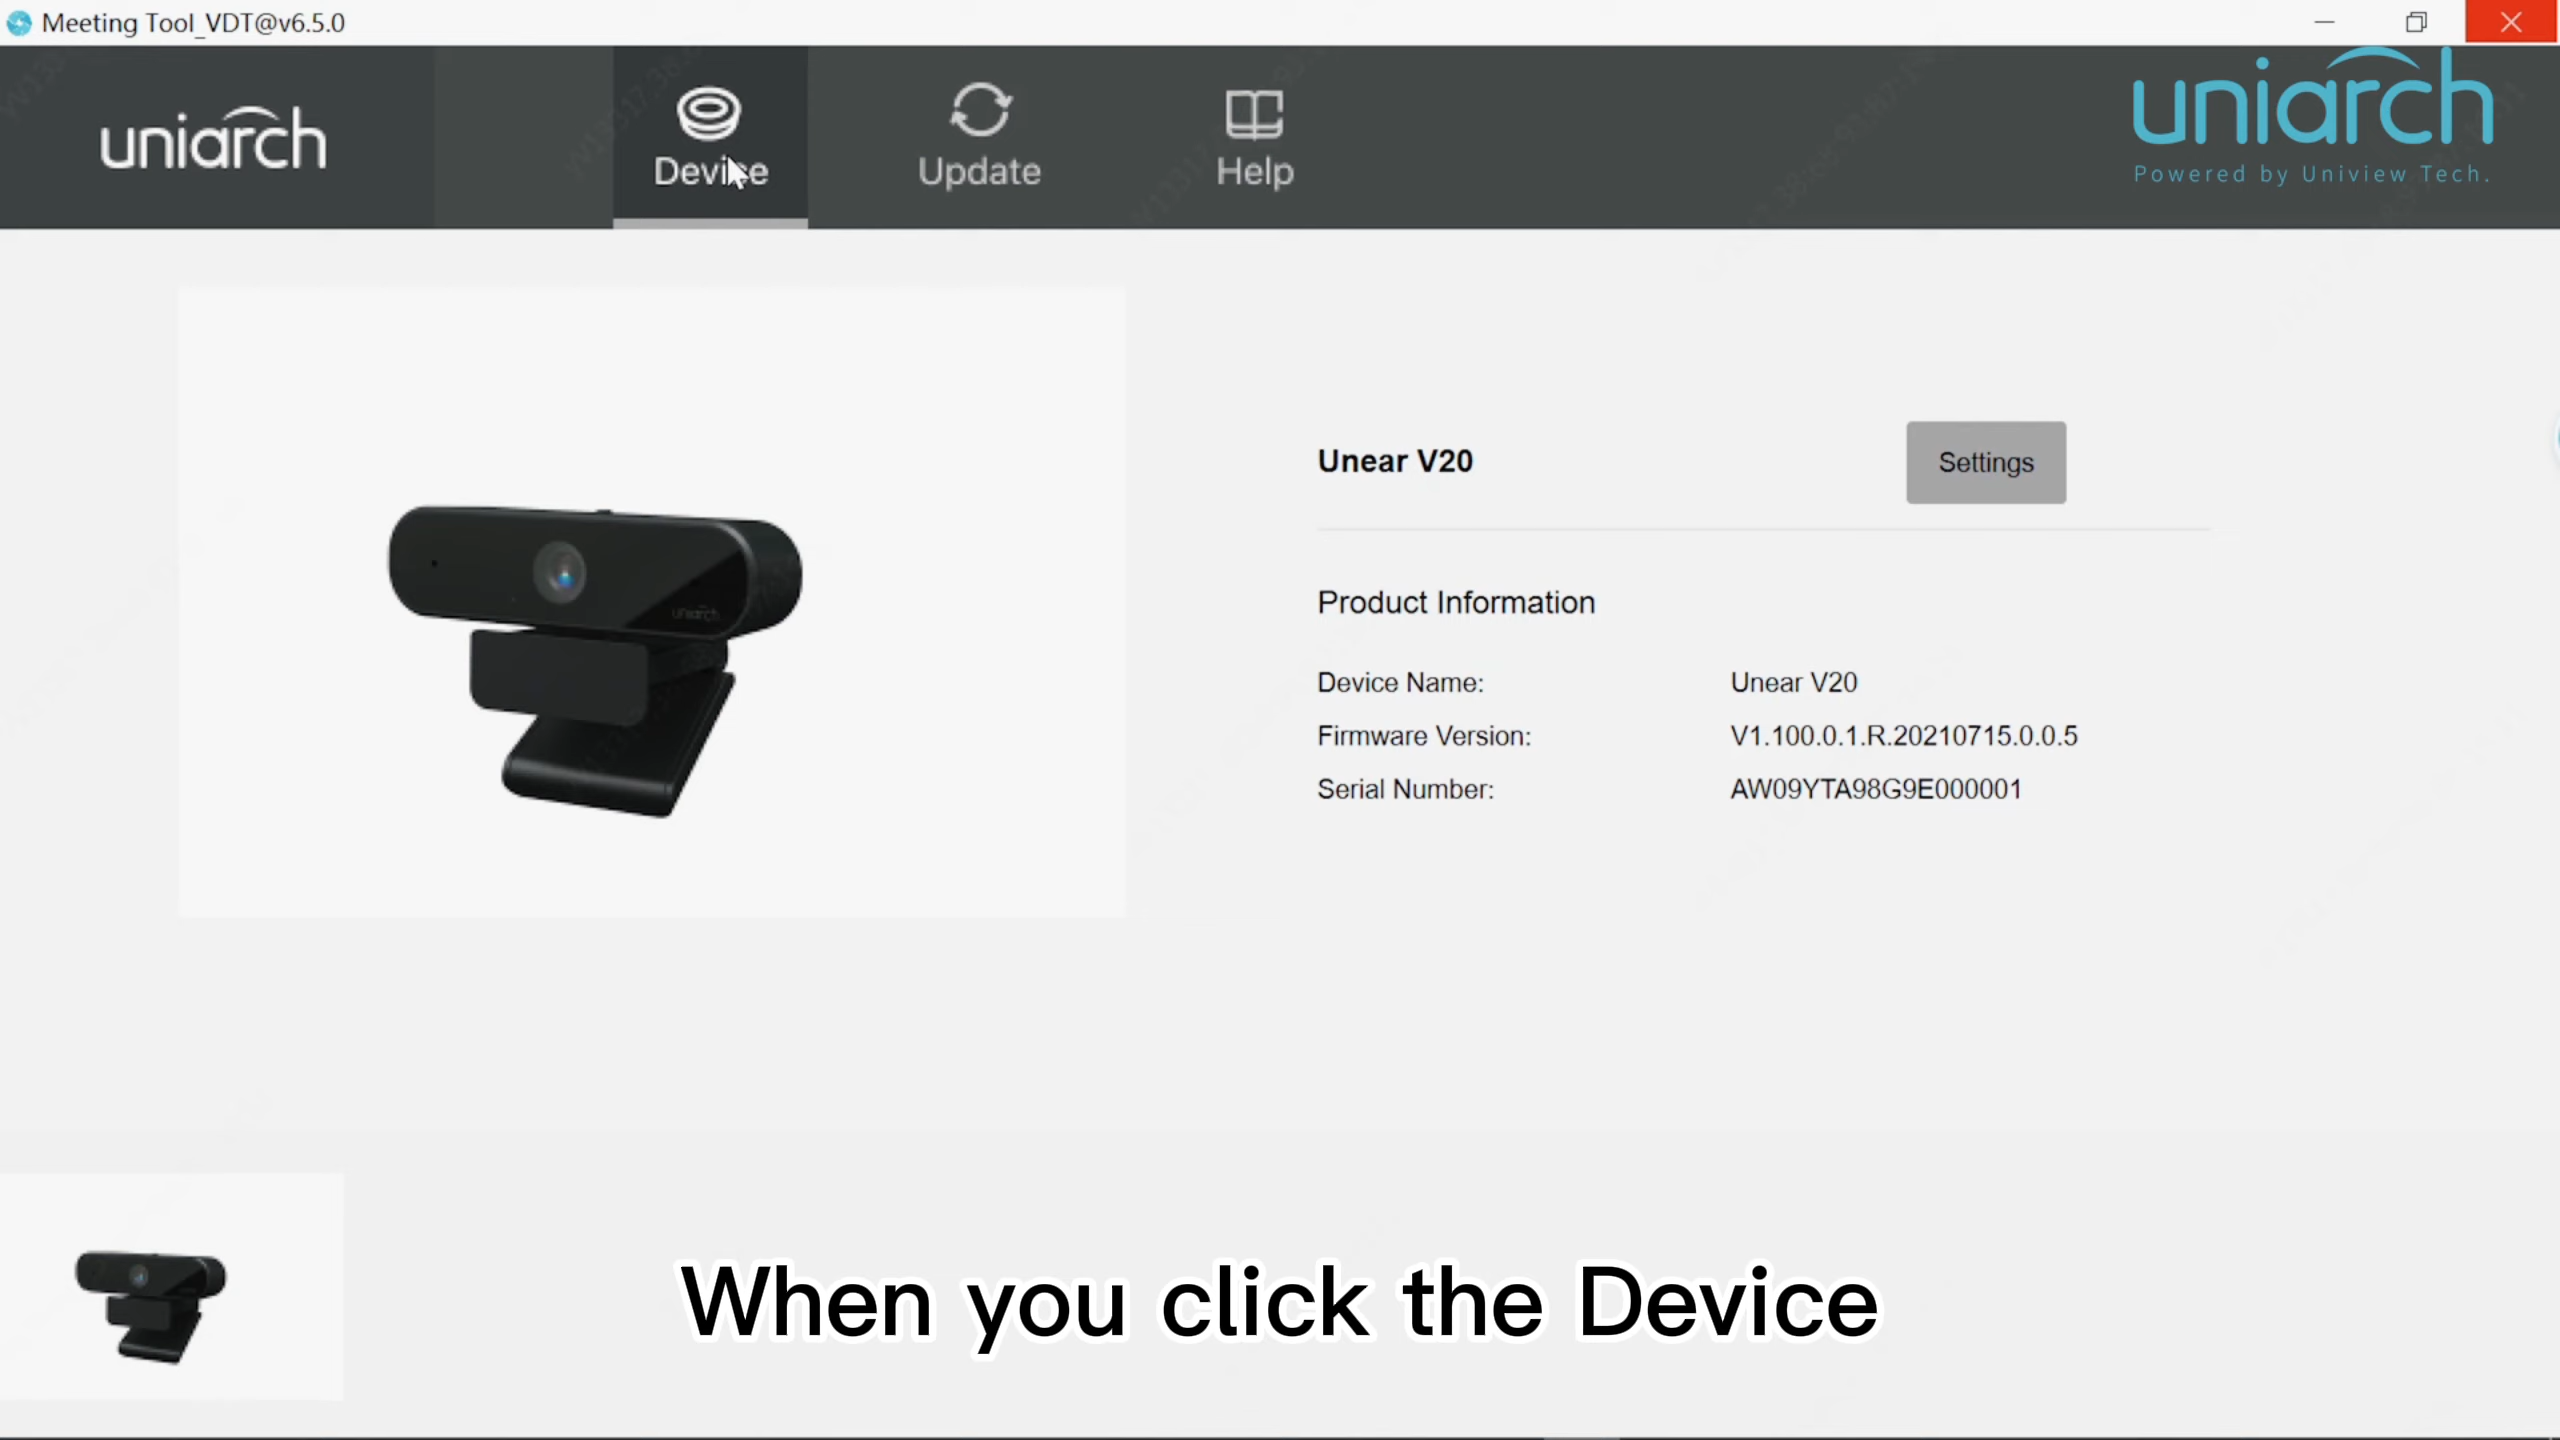 Meeting Tool_VDT@v6.5.0
uniarch
Device
Update
Help
uniarch
Powered by Uniview Tech.
Unear V20
Settings
uniarch
Product Information
Device Name: Unear V20
Firmware Version: V1.100.0.1.R.20210715.0.0.5
Serial Number: AW09YTA98G9E000001
When you click the Device